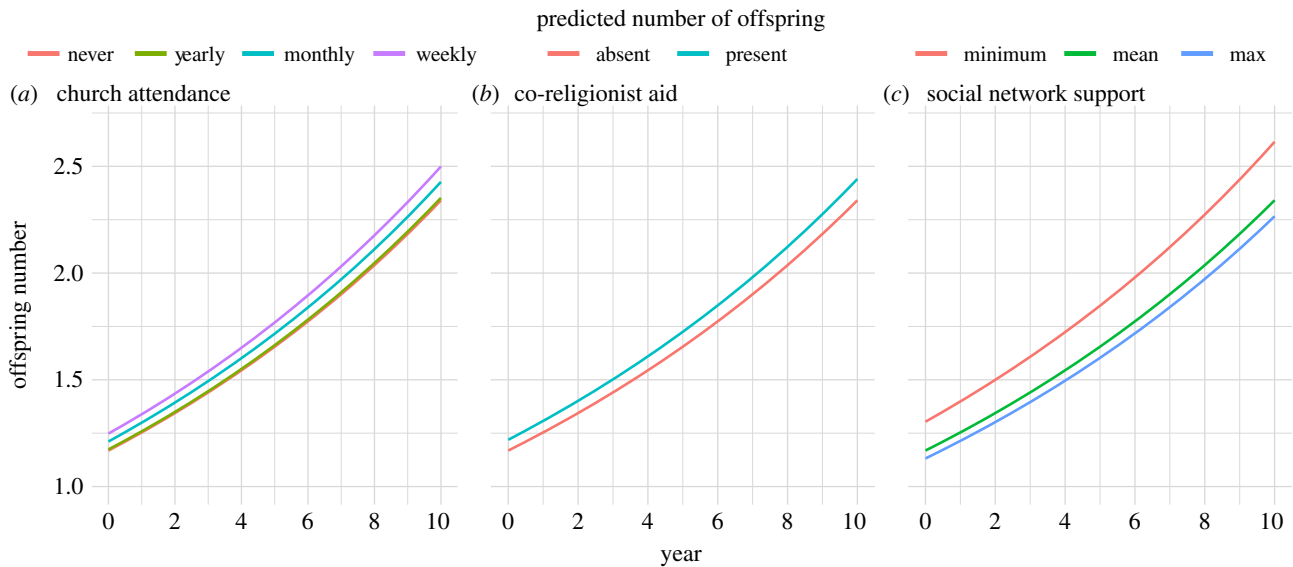 predicted number of offspring
never yearly monthly weekly absent present minimum mean max
(a) church attendance (b) co-religionist aid (c) social network support
2.5
2.0
1.5
1.0
offspring number
0 2 4 6 8 10 0 2 4 6 8 10 0 2 4 6 8 10
year